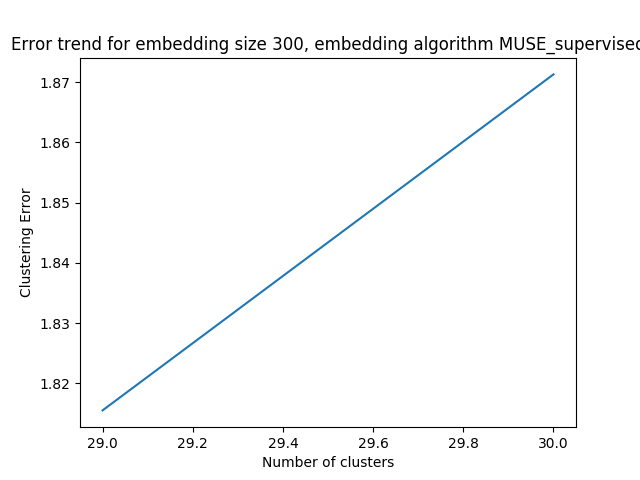 Error trend for embedding size 300, embedding algorithm MUSE_supervised
1.87
1.86
1.85
1.84
1.83
1.82
Clustering Error
29.0 29.2 29.4 29.6 29.8 30.0
Number of clusters